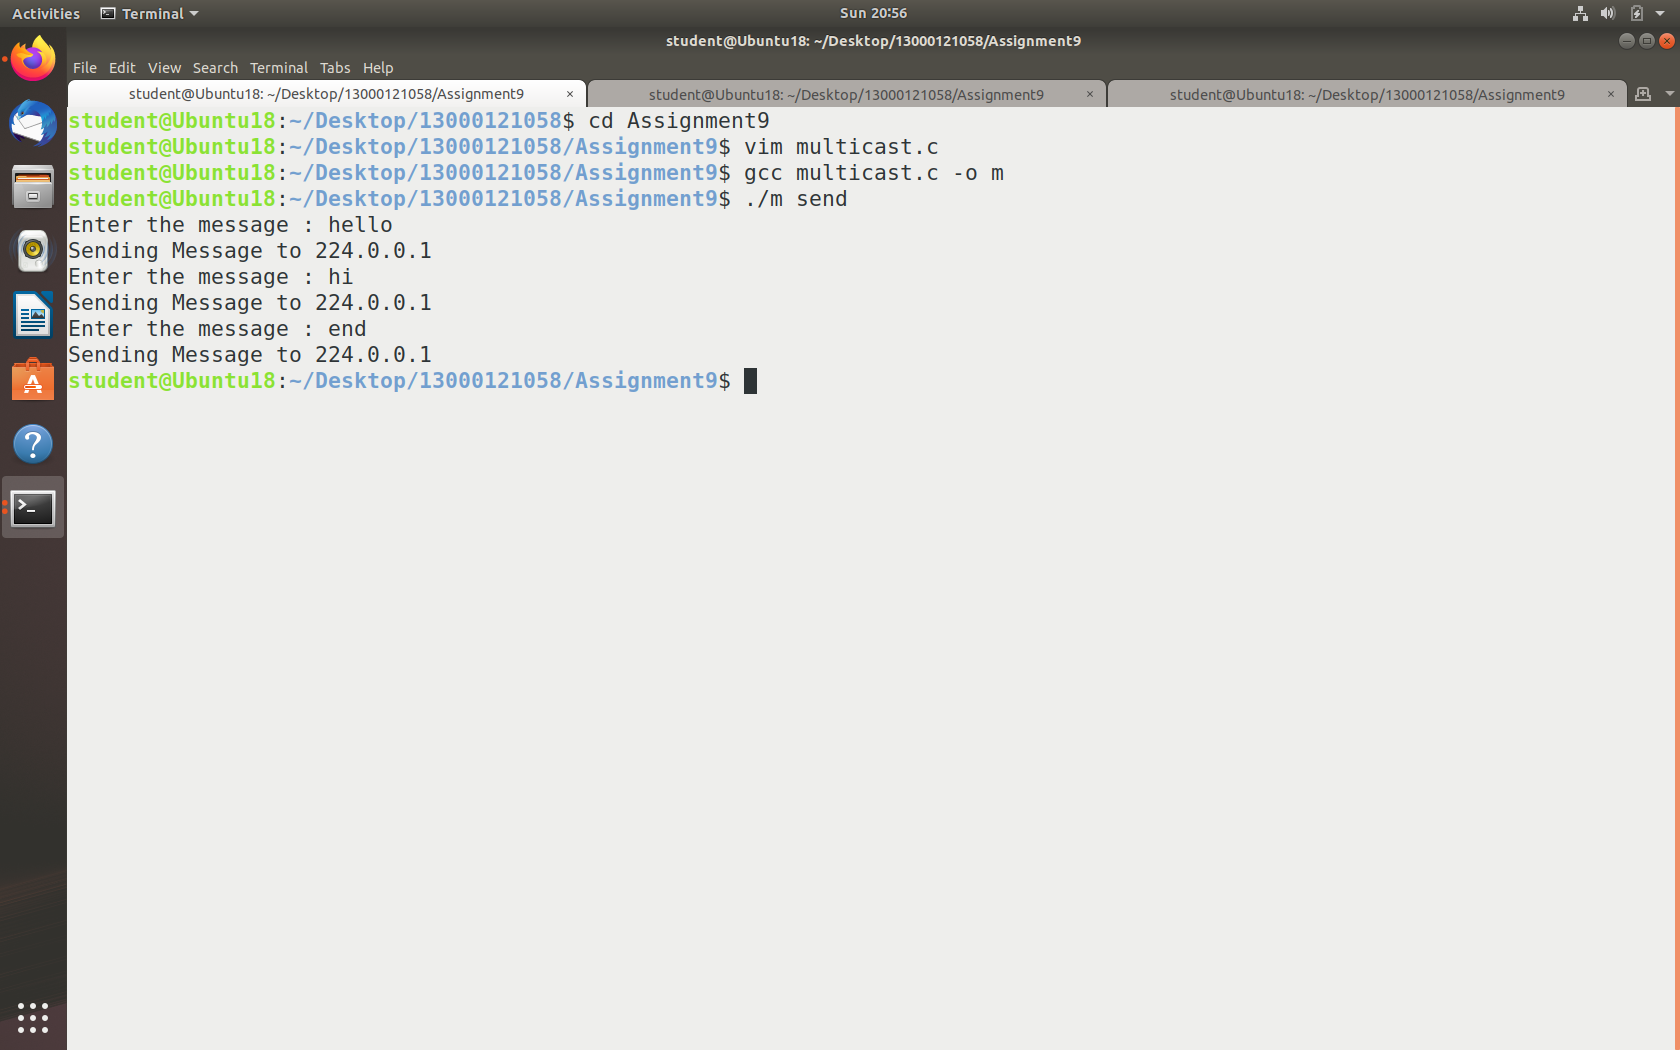 Activities Terminal Sun 20:56
student@Ubuntu18: ~/Desktop/13000121058/Assignment9
File Edit View Search Terminal Tabs Help
student@Ubuntu18: ~/Desktop/13000121058/Assignment9 × student@Ubuntu18: ~/Desktop/13000121058/Assignment9 × student@Ubuntu18: ~/Desktop/13000121058/Assignment9 ×
student@Ubuntu18:~/Desktop/13000121058$ cd Assignment9
student@Ubuntu18:~/Desktop/13000121058/Assignment9$ vim multicast.c
student@Ubuntu18:~/Desktop/13000121058/Assignment9$ gcc multicast.c -o m
student@Ubuntu18:~/Desktop/13000121058/Assignment9$ ./m send
Enter the message : hello
Sending Message to 224.0.0.1
Enter the message : hi
Sending Message to 224.0.0.1
Enter the message : end
Sending Message to 224.0.0.1
student@Ubuntu18:~/Desktop/13000121058/Assignment9$